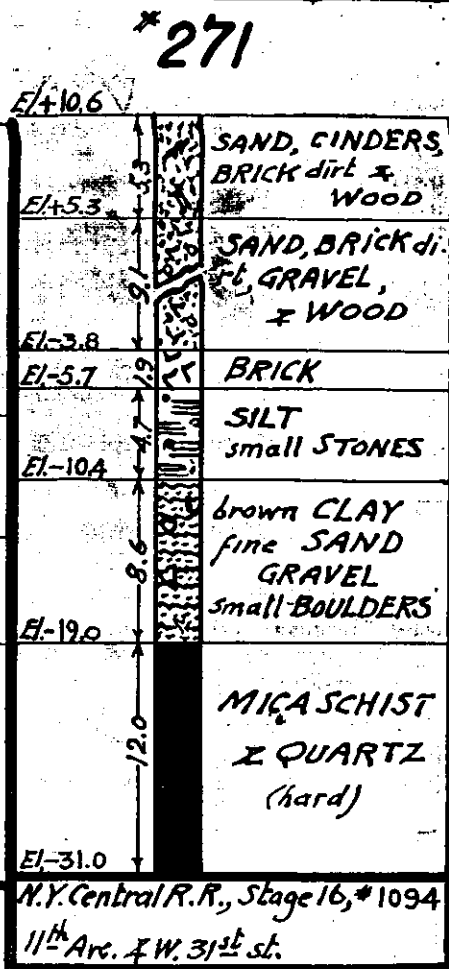 #271
El.+10.6
5.3
SAND, CINDERS,
BRICK dirt &
WOOD
El.+5.3
9.1
SAND, BRICK di-
rt, GRAVEL,
& WOOD
El.-3.8
1.9
BRICK
El.-5.7
4.7
SILT
small STONES
El.-10.4
8.6
brown CLAY
fine SAND
GRAVEL
small BOULDERS
El.-19.0
12.0
MICA SCHIST
& QUARTZ
(hard)
El.-31.0
N.Y. Central R.R., Stage 16, #1094
11th Ave. & W. 31st st.